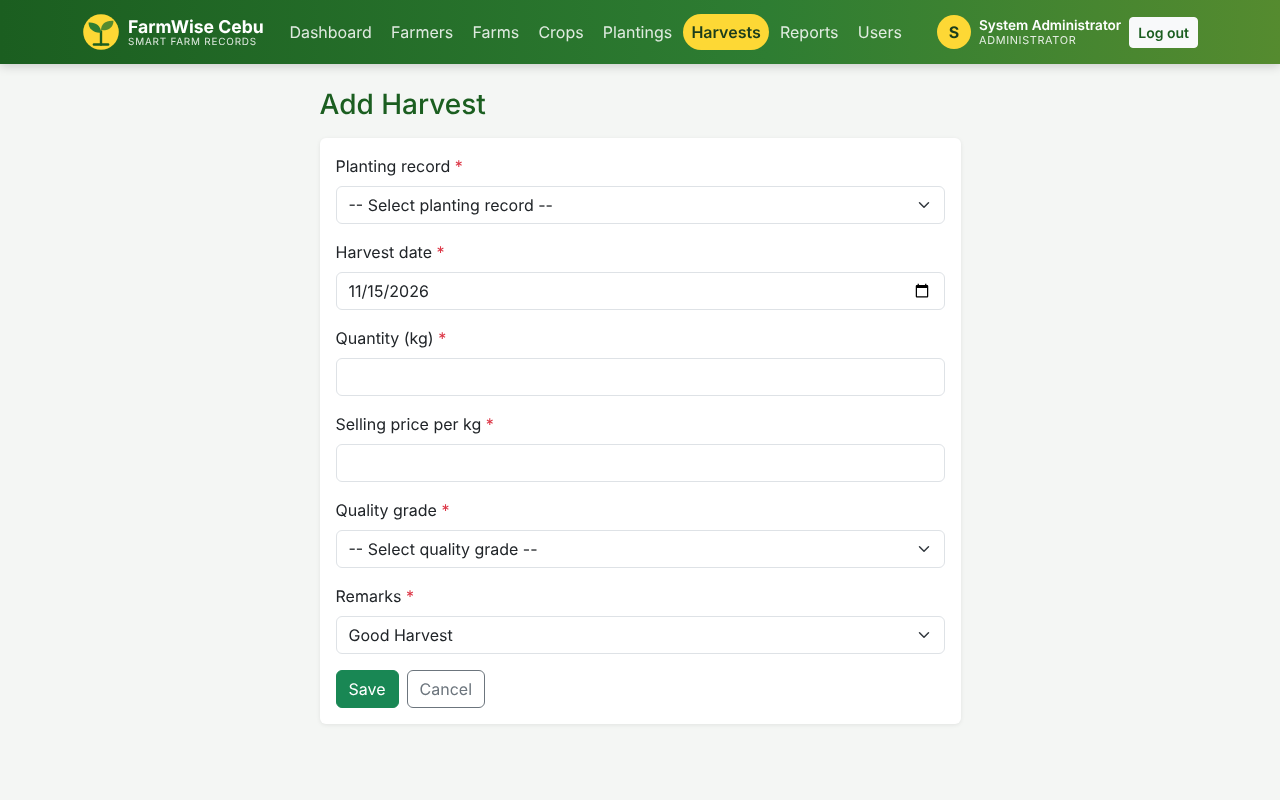 FarmWise Cebu
SMART FARM RECORDS
Dashboard
Farmers
Farms
Crops
Plantings
Harvests
Reports
Users
S
System Administrator
ADMINISTRATOR
Log out
Add Harvest
Planting record *
-- Select planting record --
Harvest date *
11/15/2026
Quantity (kg) *
Selling price per kg *
Quality grade *
-- Select quality grade --
Remarks *
Good Harvest
Save
Cancel